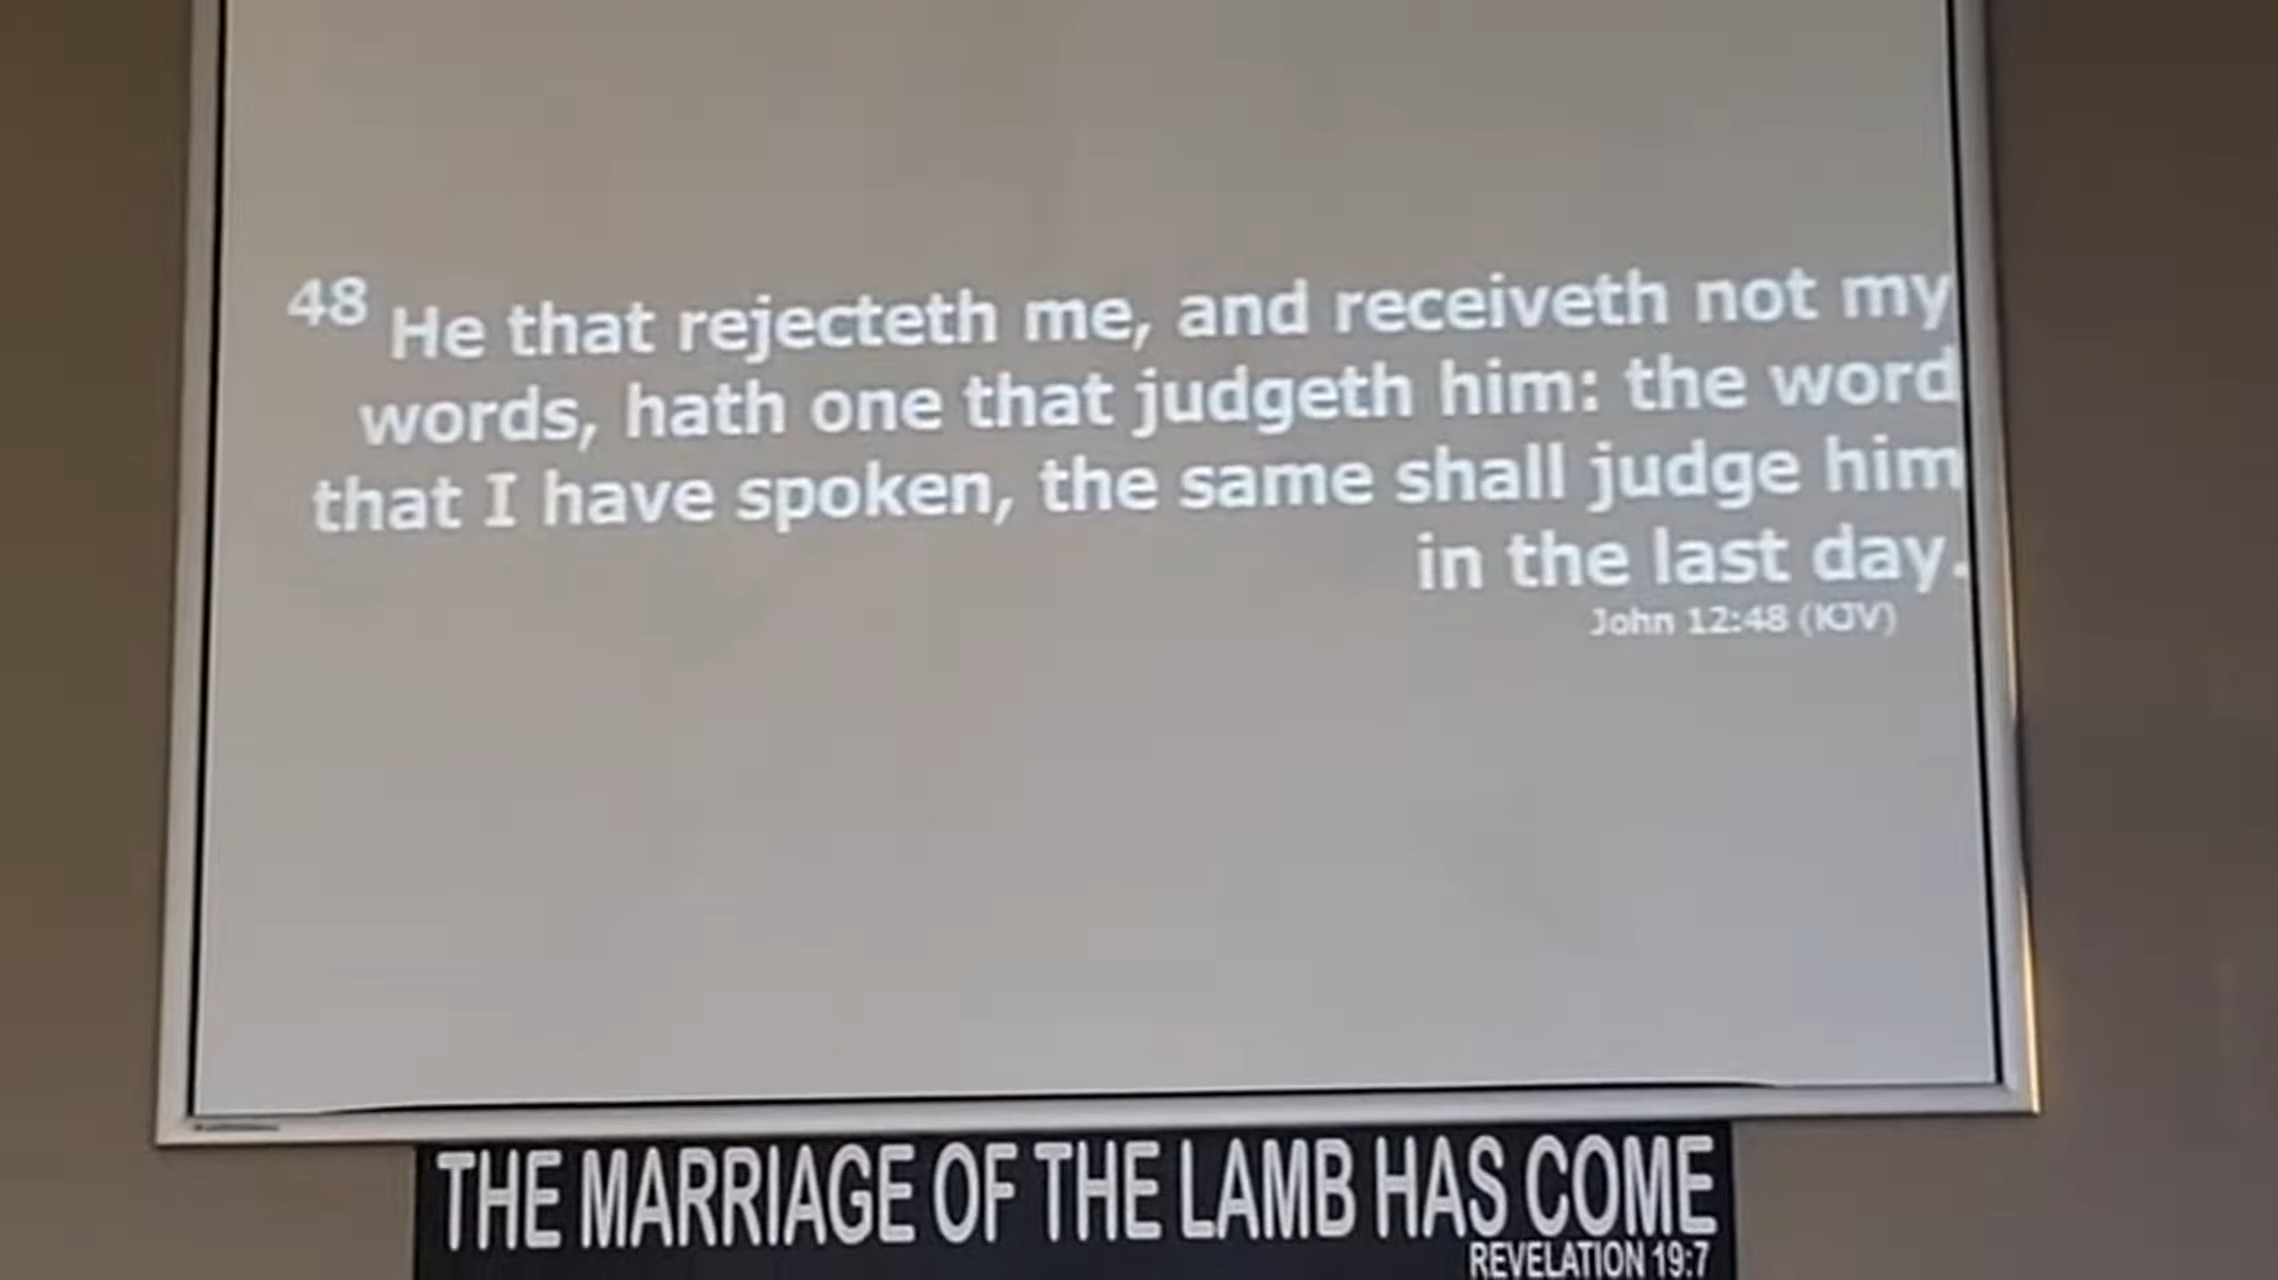 48 He that rejecteth me, and receiveth not my
words, hath one that judgeth him: the word
that I have spoken, the same shall judge him
in the last day.
John 12:48 (KJV)
THE MARRIAGE OF THE LAMB HAS COME
REVELATION 19:7